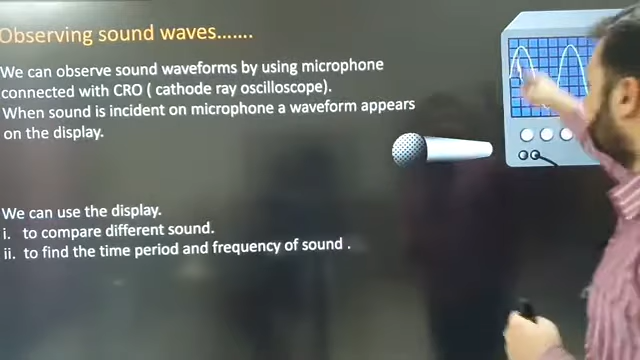 Observing sound waves.......
We can observe sound waveforms by using microphone
connected with CRO ( cathode ray oscilloscope).
When sound is incident on microphone a waveform appears
on the display.
We can use the display.
i. to compare different sound.
ii. to find the time period and frequency of sound .